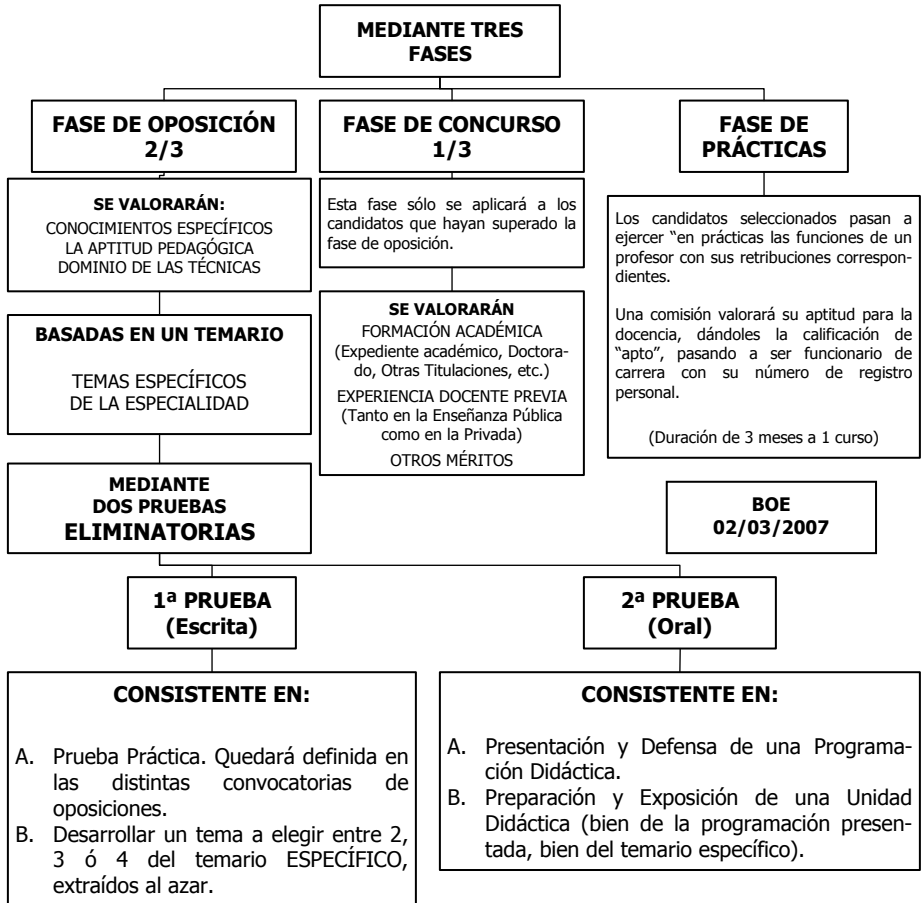 MEDIANTE TRES
FASES
FASE DE OPOSICIÓN
2/3
FASE DE CONCURSO
1/3
FASE DE
PRÁCTICAS
SE VALORARÁN:
CONOCIMIENTOS ESPECÍFICOS
LA APTITUD PEDAGÓGICA
DOMINIO DE LAS TÉCNICAS
Esta fase sólo se aplicará a los
candidatos que hayan superado la
fase de oposición.
Los candidatos seleccionados pasan a
ejercer “en prácticas las funciones de un
profesor con sus retribuciones correspon-
dientes.
Una comisión valorará su aptitud para la
docencia, dándoles la calificación de
“apto”, pasando a ser funcionario de
carrera con su número de registro
personal.
(Duración de 3 meses a 1 curso)
BASADAS EN UN TEMARIO
TEMAS ESPECÍFICOS
DE LA ESPECIALIDAD
SE VALORARÁN
FORMACIÓN ACADÉMICA
(Expediente académico, Doctora-
do, Otras Titulaciones, etc.)
EXPERIENCIA DOCENTE PREVIA
(Tanto en la Enseñanza Pública
como en la Privada)
OTROS MÉRITOS
MEDIANTE
DOS PRUEBAS
ELIMINATORIAS
BOE
02/03/2007
1ª PRUEBA
(Escrita)
2ª PRUEBA
(Oral)
CONSISTENTE EN:
A. Prueba Práctica. Quedará definida en
las distintas convocatorias de
oposiciones.
B. Desarrollar un tema a elegir entre 2,
3 ó 4 del temario ESPECÍFICO,
extraídos al azar.
CONSISTENTE EN:
A. Presentación y Defensa de una Programa-
ción Didáctica.
B. Preparación y Exposición de una Unidad
Didáctica (bien de la programación presen-
tada, bien del temario específico).